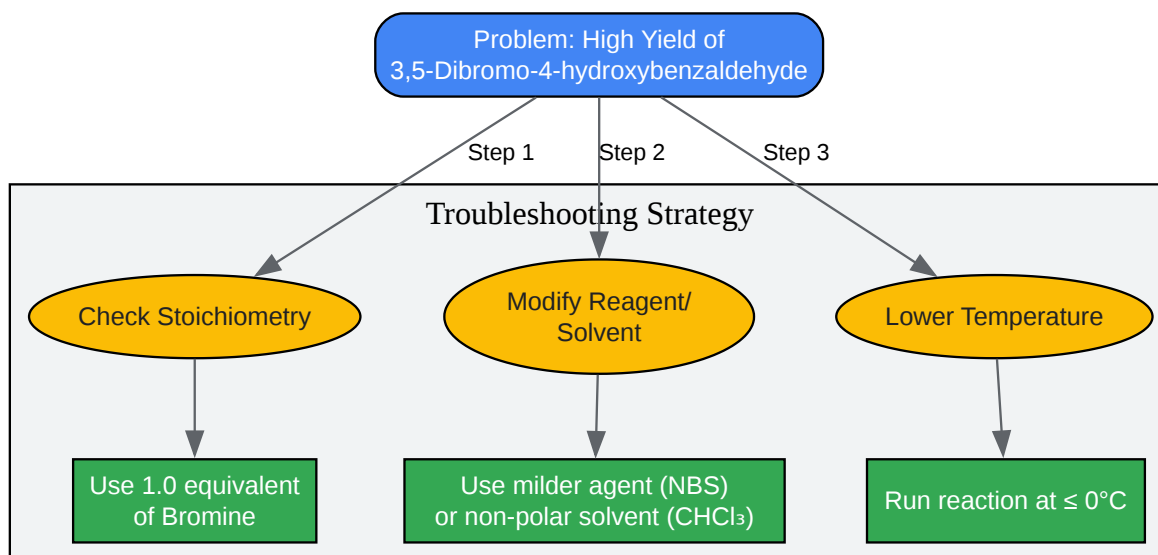 Problem: High Yield of
3,5-Dibromo-4-hydroxybenzaldehyde
Step 1
Step 2
Step 3
Troubleshooting Strategy
Check Stoichiometry
Modify Reagent/
Solvent
Lower Temperature
Use 1.0 equivalent
of Bromine
Use milder agent (NBS)
or non-polar solvent (CHCl₃)
Run reaction at ≤ 0°C